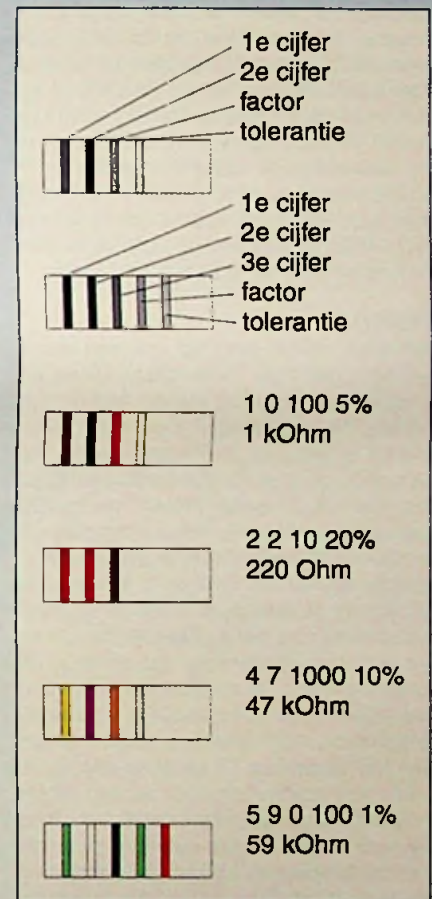 1e cijfer
2e cijfer
factor
tolerantie
1e cijfer
2e cijfer
3e cijfer
factor
tolerantie
1 0 100 5%
1 kOhm
2 2 10 20%
220 Ohm
4 7 1000 10%
47 kOhm
5 9 0 100 1%
59 kOhm